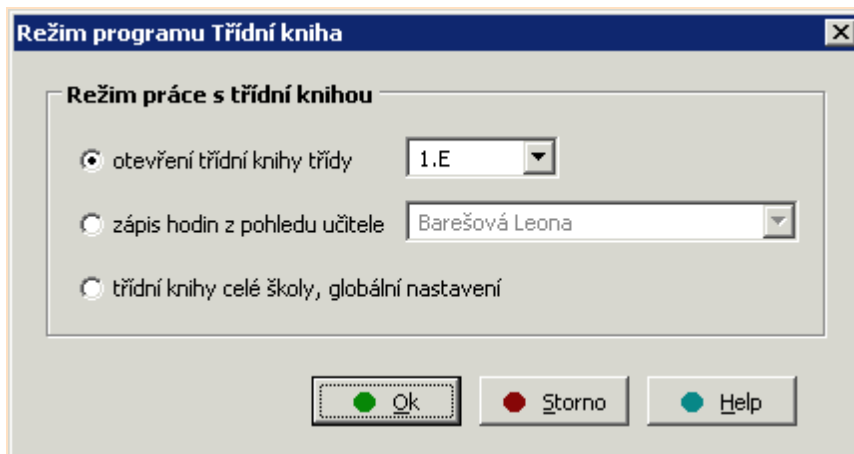 Režim programu Třídní kniha
Režim práce s třídní knihou
otevření třídní knihy třídy 1.E
zápis hodin z pohledu učitele Barešová Leona
třídní knihy celé školy, globální nastavení
Ok Storno Help